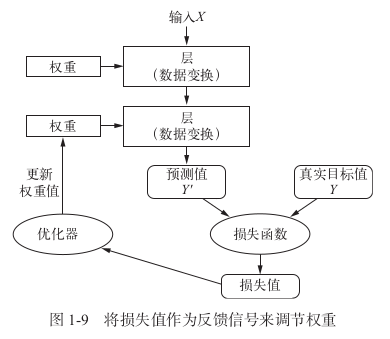 输入X
权重
层
（数据变换）
权重
层
（数据变换）
更新
权重值
预测值
Y'
真实目标值
Y
优化器
损失函数
损失值
图 1-9 将损失值作为反馈信号来调节权重